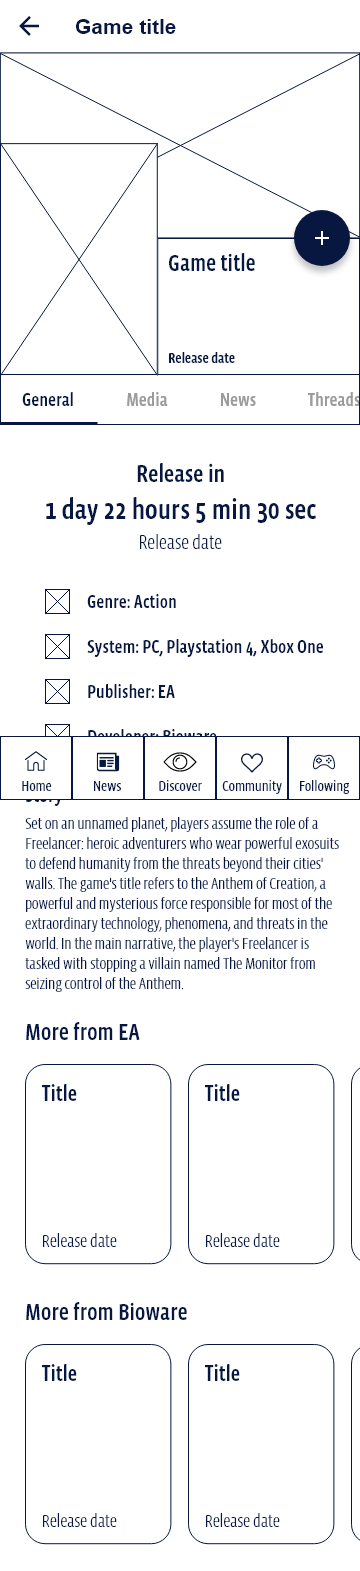 Game title
Game title
Release date
General Media News Threads
Release in
1 day 22 hours 5 min 30 sec
Release date
Genre: Action
System: PC, Playstation 4, Xbox One
Publisher: EA
Developer: Bioware
Home News Discover Community Following
Story
Set on an unnamed planet, players assume the role of a
Freelancer: heroic adventurers who wear powerful exosuits
to defend humanity from the threats beyond their cities'
walls. The game's title refers to the Anthem of Creation, a
powerful and mysterious force responsible for most of the
extraordinary technology, phenomena, and threats in the
world. In the main narrative, the player's Freelancer is
tasked with stopping a villain named The Monitor from
seizing control of the Anthem.
More from EA
Title Title
Release date Release date
More from Bioware
Title Title
Release date Release date